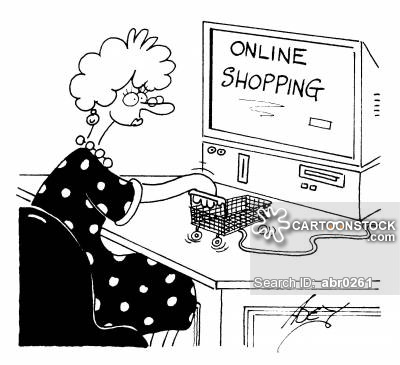 ONLINE
SHOPPING
CARTOONSTOCK
.com
Search ID: abr0261